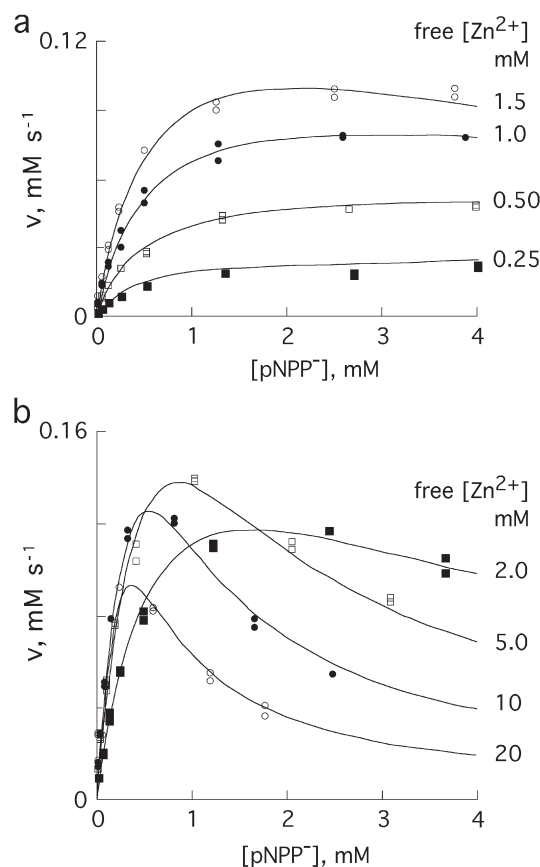 a
0.12
free [Zn²⁺]
mM
1.5
1.0
0.50
0.25
v, mM s⁻¹
0
0 1 2 3 4
[pNPP⁻], mM
b
0.16
free [Zn²⁺]
mM
2.0
5.0
10
20
v, mM s⁻¹
0
0 1 2 3 4
[pNPP⁻], mM